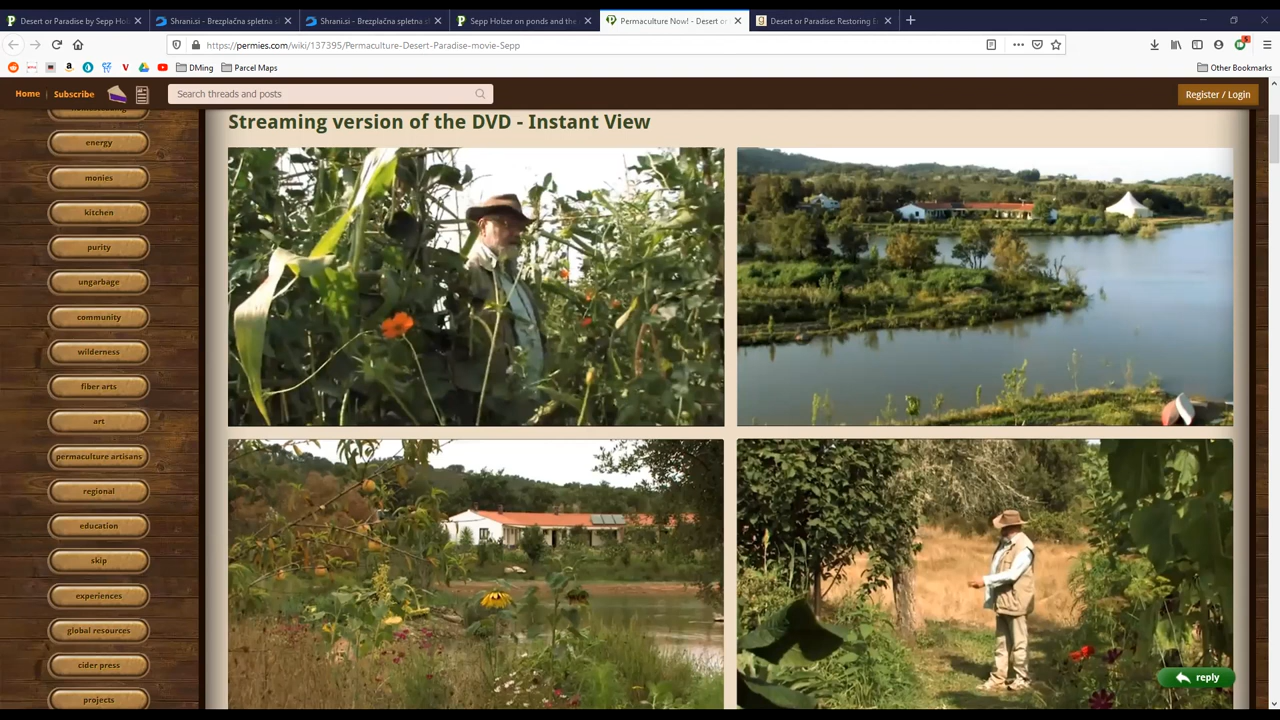 Desert or Paradise by Sepp Hol
Shrani.si - Brezplačna spletna s
Shrani.si - Brezplačna spletna s
Sepp Holzer on ponds and the
Permaculture Now! - Desert or
Desert or Paradise: Restoring E
https://permies.com/wiki/137395/Permaculture-Desert-Paradise-movie-Sepp
DMing
Parcel Maps
Other Bookmarks
Home
Subscribe
Search threads and posts
Register / Login
energy
monies
kitchen
purity
ungarbage
community
wilderness
fiber arts
art
permaculture artisans
regional
education
skip
experiences
global resources
cider press
projects
Streaming version of the DVD - Instant View
reply